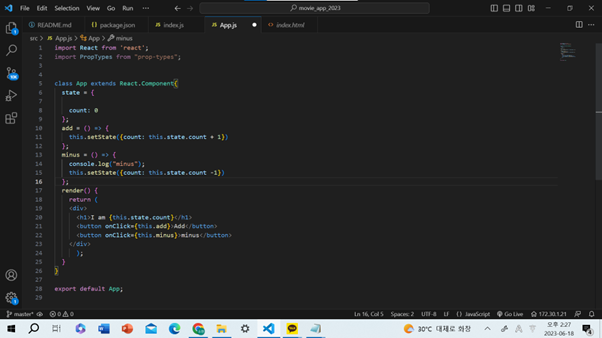 File Edit Selection View Go Run ···
movie_app_2023
README.md package.json index.js App.js index.html
src > App.js > App > minus
1 import React from 'react';
2 import PropTypes from "prop-types";
3
4
5 class App extends React.Component{
6 state = {
7
8 count: 0
9 };
10 add = () => {
11 this.setState({count: this.state.count + 1})
12 };
13 minus = () => {
14 console.log("minus");
15 this.setState({count: this.state.count -1})
16 };
17 render() {
18 return (
19 <div>
20 <h1>I am {this.state.count}</h1>
21 <button onClick={this.add}>Add</button>
22 <button onClick={this.minus}>minus</button>
23 </div>
24 );
25 }
26 }
27
28 export default App;
29
master* 0 0 Ln 16, Col 5 Spaces: 2 UTF-8 LF {} JavaScript Go Live 172.30.1.21
30°C 대체로 화창 오후 2:27
2023-06-18